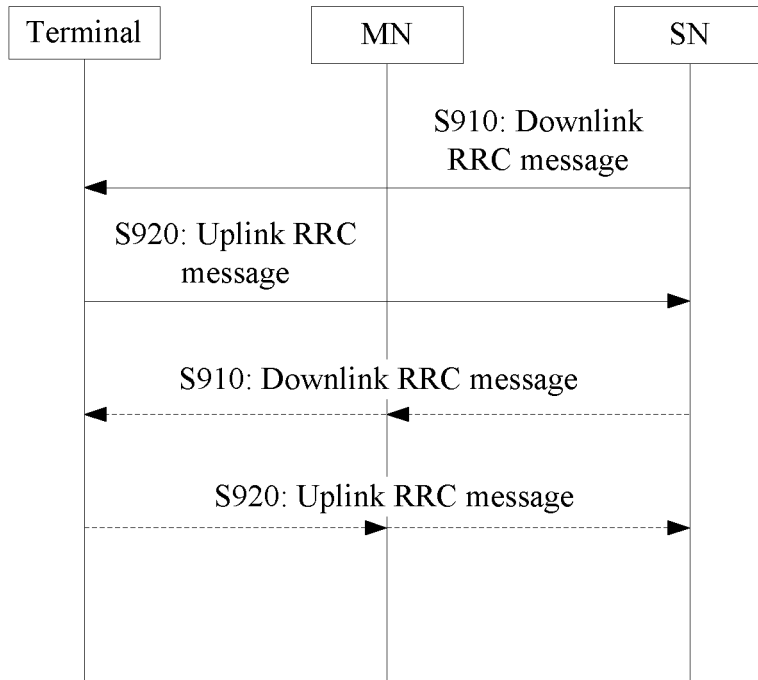 Terminal
MN
SN
S910: Downlink
RRC message
S920: Uplink RRC
message
S910: Downlink RRC message
S920: Uplink RRC message